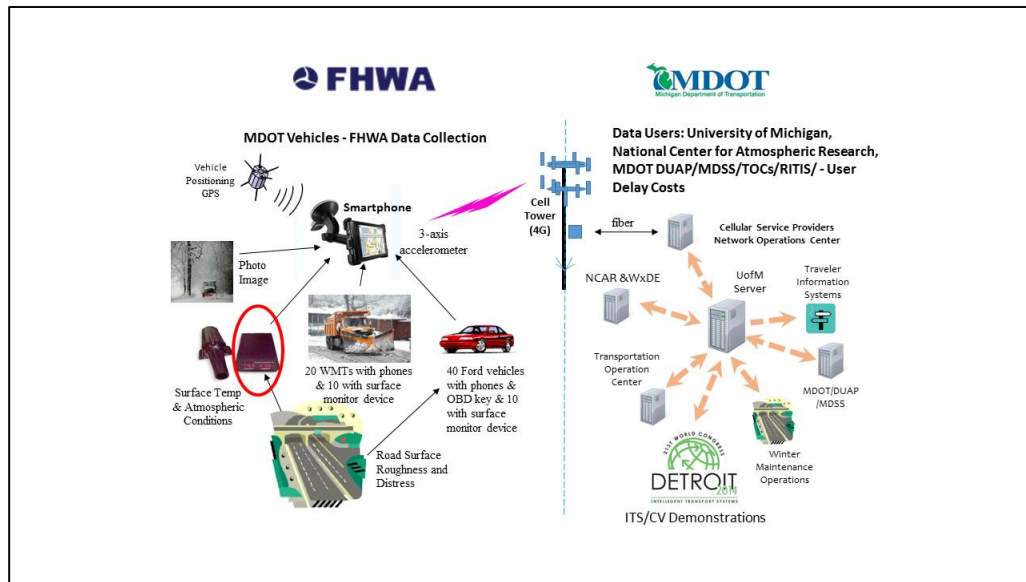 FHWA
MDOT
Michigan Department of Transportation
MDOT Vehicles - FHWA Data Collection
Vehicle
Positioning
GPS
Smartphone
3-axis
accelerometer
Photo
Image
Surface Temp
& Atmospheric
Conditions
20 WMTs with phones
& 10 with surface
monitor device
40 Ford vehicles
with phones &
OBD key & 10
with surface
monitor device
Road Surface
Roughness and
Distress
Cell
Tower
(4G)
Data Users: University of Michigan,
National Center for Atmospheric Research,
MDOT DUAP/MDSS/TOCs/RITIS/ - User
Delay Costs
fiber
Cellular Service Providers
Network Operations Center
NCAR &WxDE
UofM
Server
Traveler
Information
Systems
Transportation
Operation
Center
MDOT/DUAP
/MDSS
Winter
Maintenance
Operations
21ST WORLD CONGRESS
DETROIT
2014
INTELLIGENT TRANSPORT SYSTEMS
ITS/CV Demonstrations